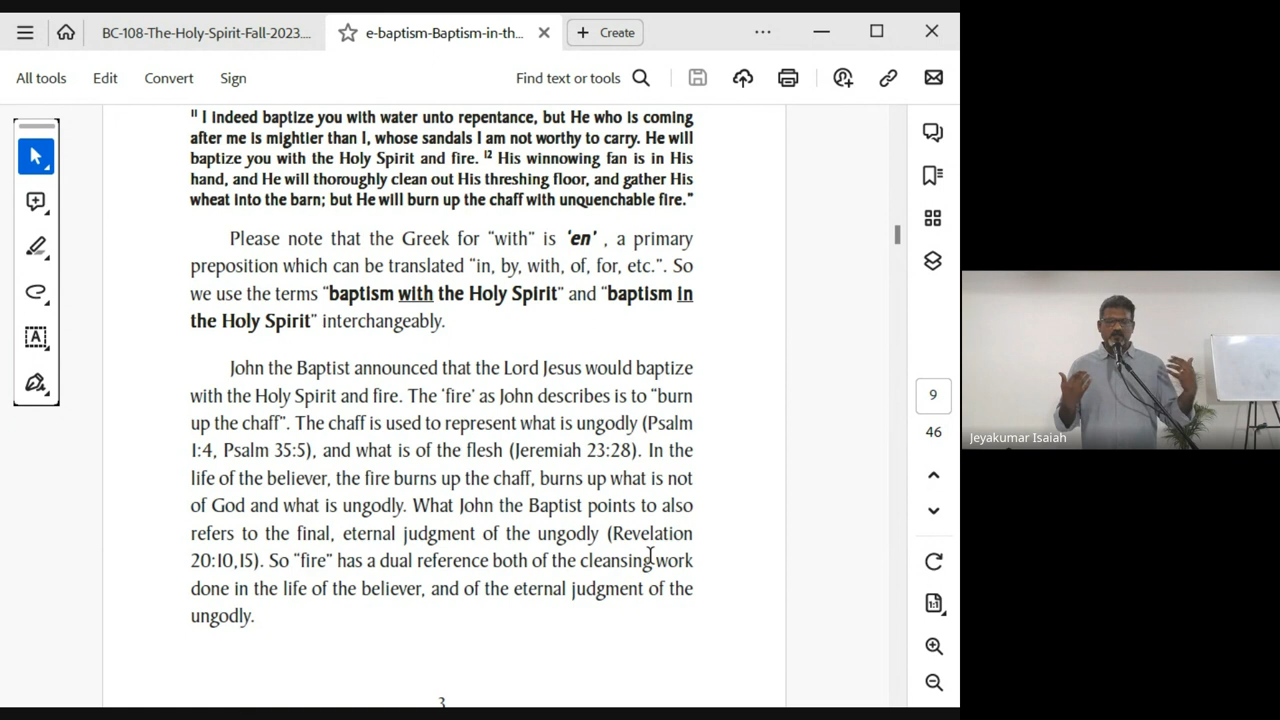 BC-108-The-Holy-Spirit-Fall-2023....
e-baptism-Baptism-in-th...
Create
All tools
Edit
Convert
Sign
Find text or tools
11 I indeed baptize you with water unto repentance, but He who is coming
after me is mightier than I, whose sandals I am not worthy to carry. He will
baptize you with the Holy Spirit and fire. 12 His winnowing fan is in His
hand, and He will thoroughly clean out His threshing floor, and gather His
wheat into the barn; but He will burn up the chaff with unquenchable fire."
Please note that the Greek for "with" is 'en' , a primary
preposition which can be translated "in, by, with, of, for, etc.". So
we use the terms "baptism with the Holy Spirit" and "baptism in
the Holy Spirit" interchangeably.
John the Baptist announced that the Lord Jesus would baptize
with the Holy Spirit and fire. The 'fire' as John describes is to "burn
up the chaff". The chaff is used to represent what is ungodly (Psalm
1:4, Psalm 35:5), and what is of the flesh (Jeremiah 23:28). In the
life of the believer, the fire burns up the chaff, burns up what is not
of God and what is ungodly. What John the Baptist points to also
refers to the final, eternal judgment of the ungodly (Revelation
20:10,15). So "fire" has a dual reference both of the cleansing work
done in the life of the believer, and of the eternal judgment of the
ungodly.
3
9
46
1:1
Jeyakumar Isaiah